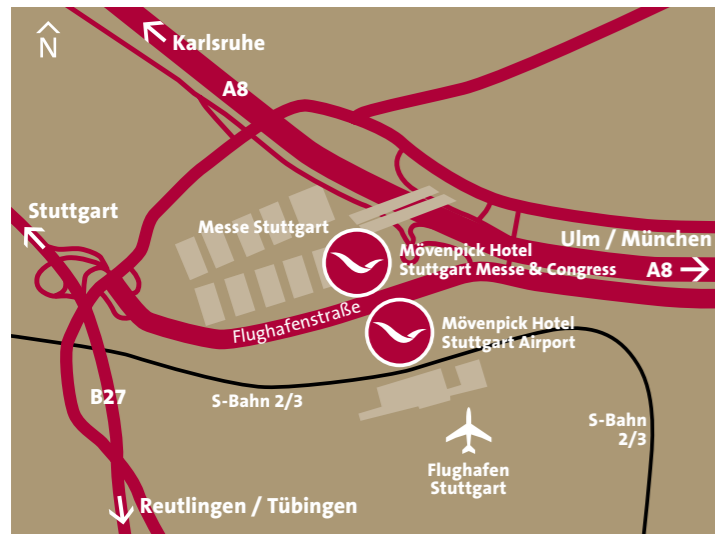 N
Karlsruhe
A8
Stuttgart
Messe Stuttgart
Ulm / München
A8
Mövenpick Hotel
Stuttgart Messe & Congress
Flughafenstraße
Mövenpick Hotel
Stuttgart Airport
B27
S-Bahn 2/3
S-Bahn
2/3
Flughafen
Stuttgart
Reutlingen / Tübingen